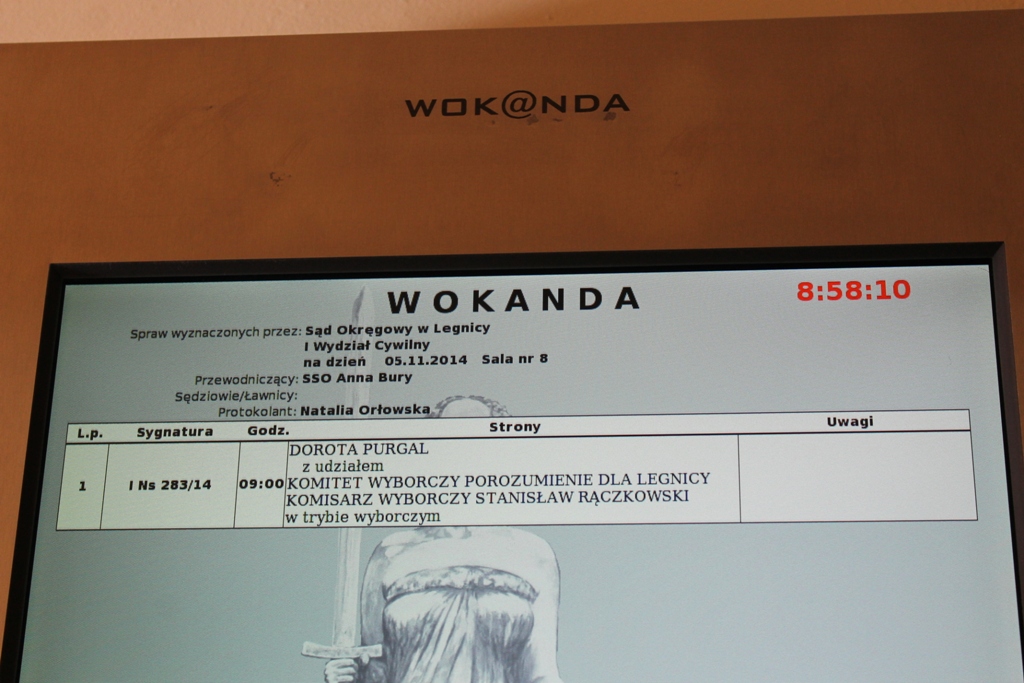 WOK@NDA
WOKANDA 8:58:10
Spraw wyznaczonych przez: Sąd Okręgowy w Legnicy
I Wydział Cywilny
na dzień 05.11.2014 Sala nr 8
Przewodniczący: SSO Anna Bury
Sędziowie/Ławnicy:
Protokolant: Natalia Orłowska
L.p. Sygnatura Godz. Strony Uwagi
DOROTA PURGAL
z udziałem
1 I Ns 283/14 09:00 KOMITET WYBORCZY POROZUMIENIE DLA LEGNICY
KOMISARZ WYBORCZY STANISŁAW RĄCZKOWSKI
w trybie wyborczym